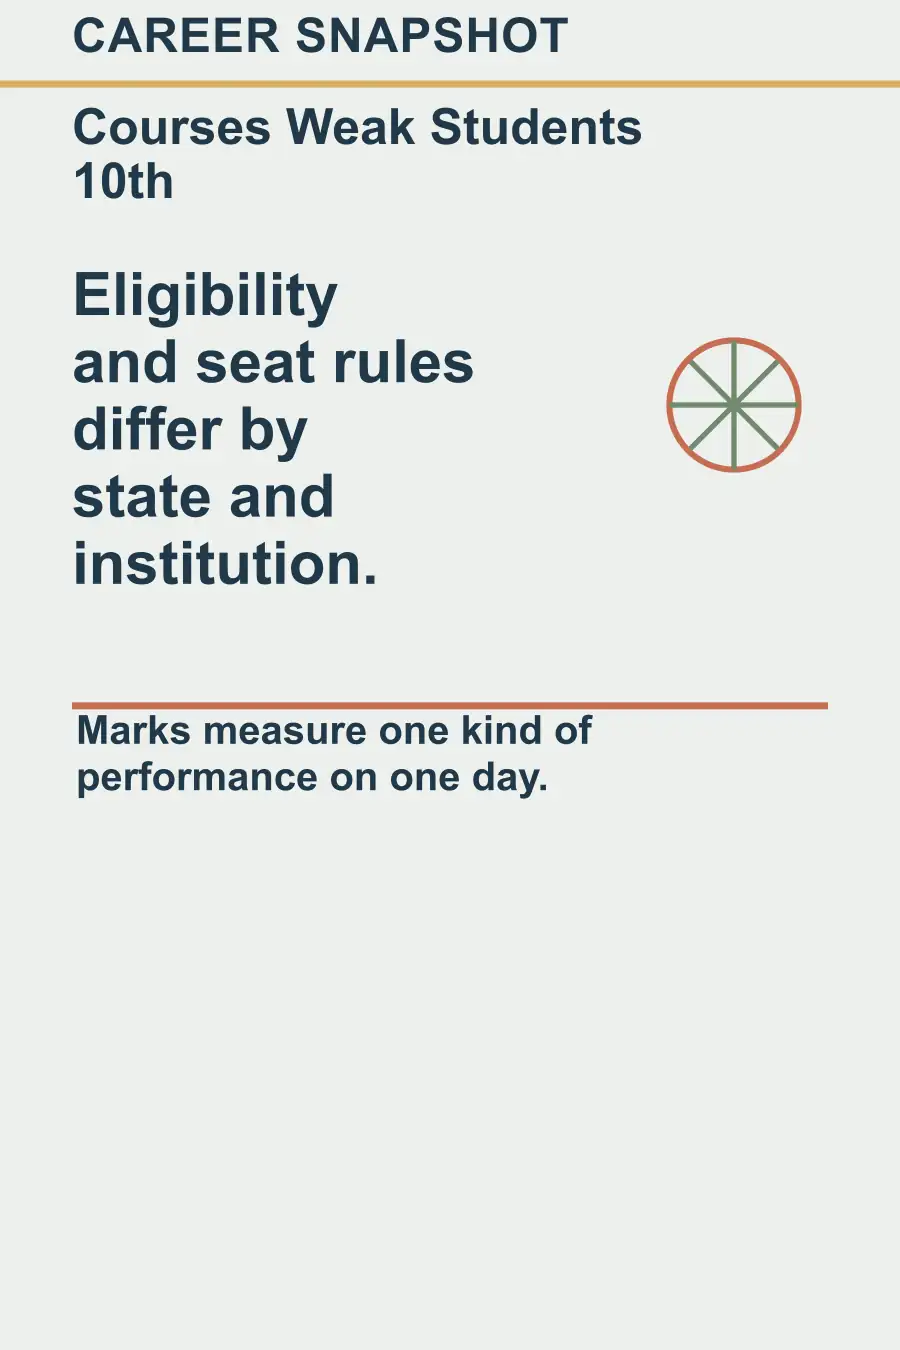 CAREER SNAPSHOT
Courses Weak Students
10th
Eligibility
and seat rules
differ by
state and
institution.
Marks measure one kind of
performance on one day.